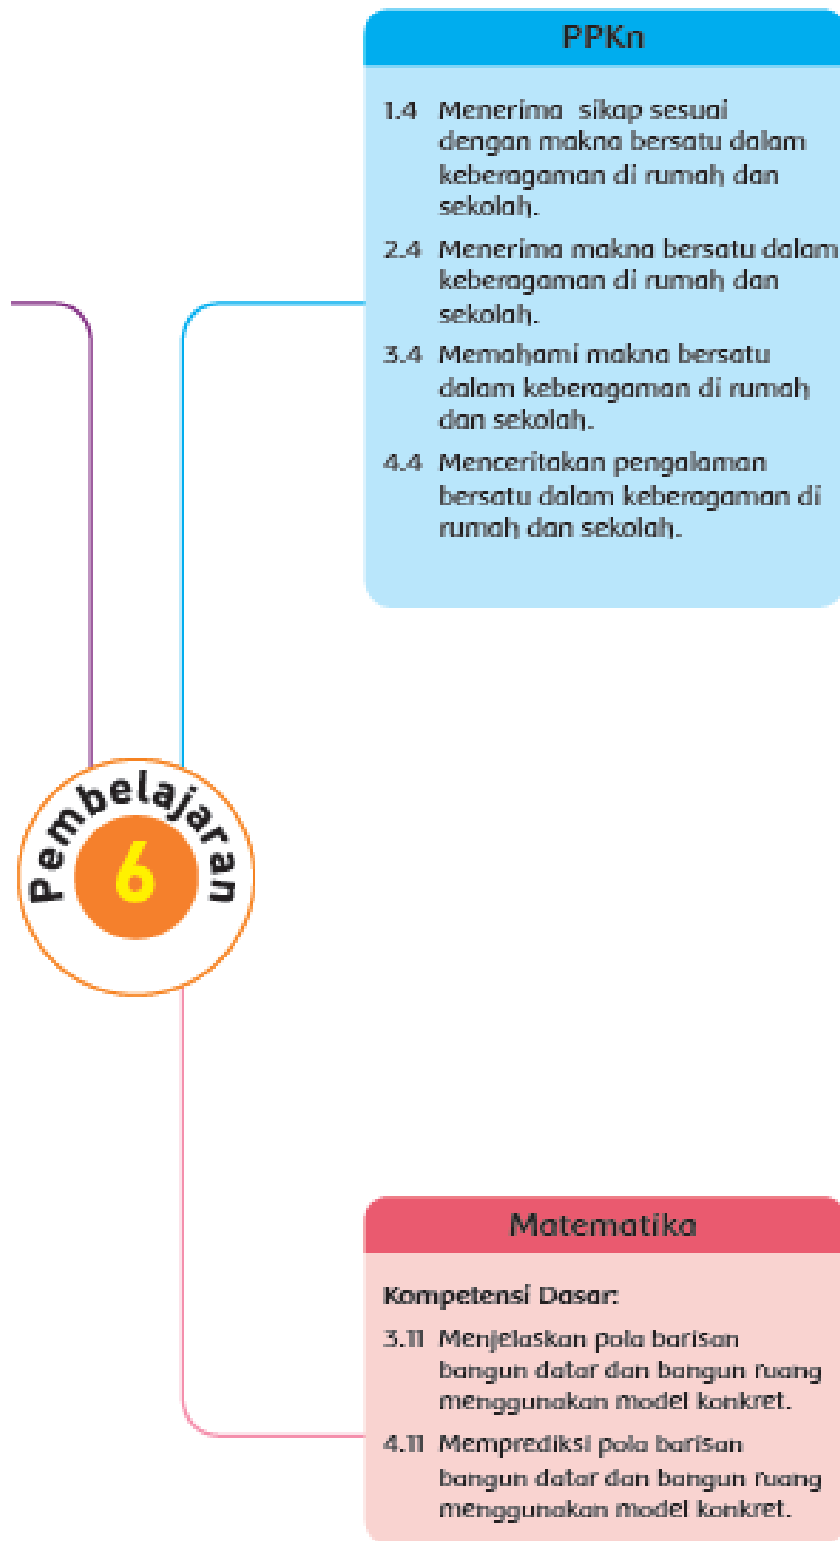 PPKn
1.4 Menerima sikap sesuai
dengan makna bersatu dalam
keberagaman di rumah dan
sekolah.
2.4 Menerima makna bersatu dalam
keberagaman di rumah dan
sekolah.
3.4 Memahami makna bersatu
dalam keberagaman di rumah
dan sekolah.
4.4 Menceritakan pengalaman
bersatu dalam keberagaman di
rumah dan sekolah.
Pembelajaran
6
Matematika
Kompetensi Dasar:
3.11 Menjelaskan pola barisan
bangun datar dan bangun ruang
menggunakan model konkret.
4.11 Memprediksi pola barisan
bangun datar dan bangun ruang
menggunakan model konkret.